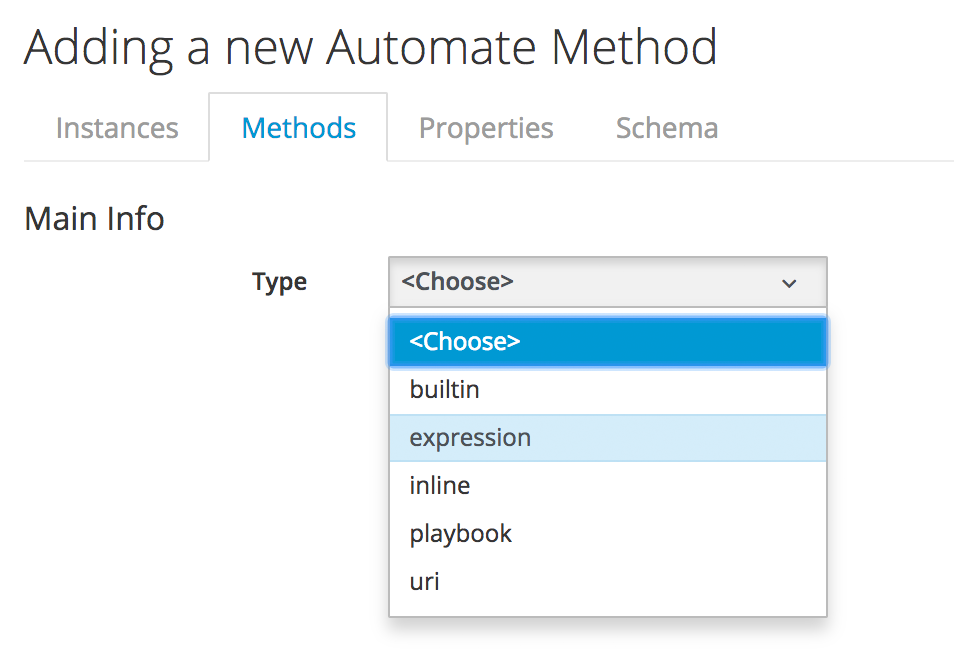 Adding a new Automate Method
Instances Methods Properties Schema
Main Info
Type <Choose>
<Choose>
builtin
expression
inline
playbook
uri